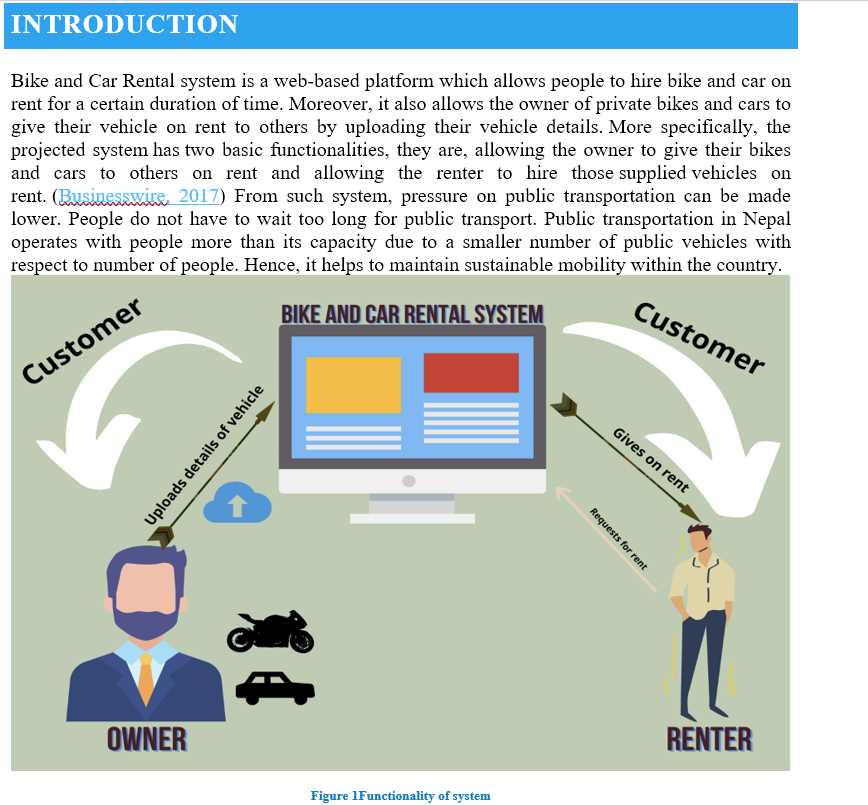 INTRODUCTION
Bike and Car Rental system is a web-based platform which allows people to hire bike and car on
rent for a certain duration of time. Moreover, it also allows the owner of private bikes and cars to
give their vehicle on rent to others by uploading their vehicle details. More specifically, the
projected system has two basic functionalities, they are, allowing the owner to give their bikes
and cars to others on rent and allowing the renter to hire those supplied vehicles on
rent. (Businesswire, 2017) From such system, pressure on public transportation can be made
lower. People do not have to wait too long for public transport. Public transportation in Nepal
operates with people more than its capacity due to a smaller number of public vehicles with
respect to number of people. Hence, it helps to maintain sustainable mobility within the country.
BIKE AND CAR RENTAL SYSTEM
Customer
Customer
Uploads details of vehicle
Gives on rent
Requests for rent
OWNER
RENTER
Figure 1Functionality of system